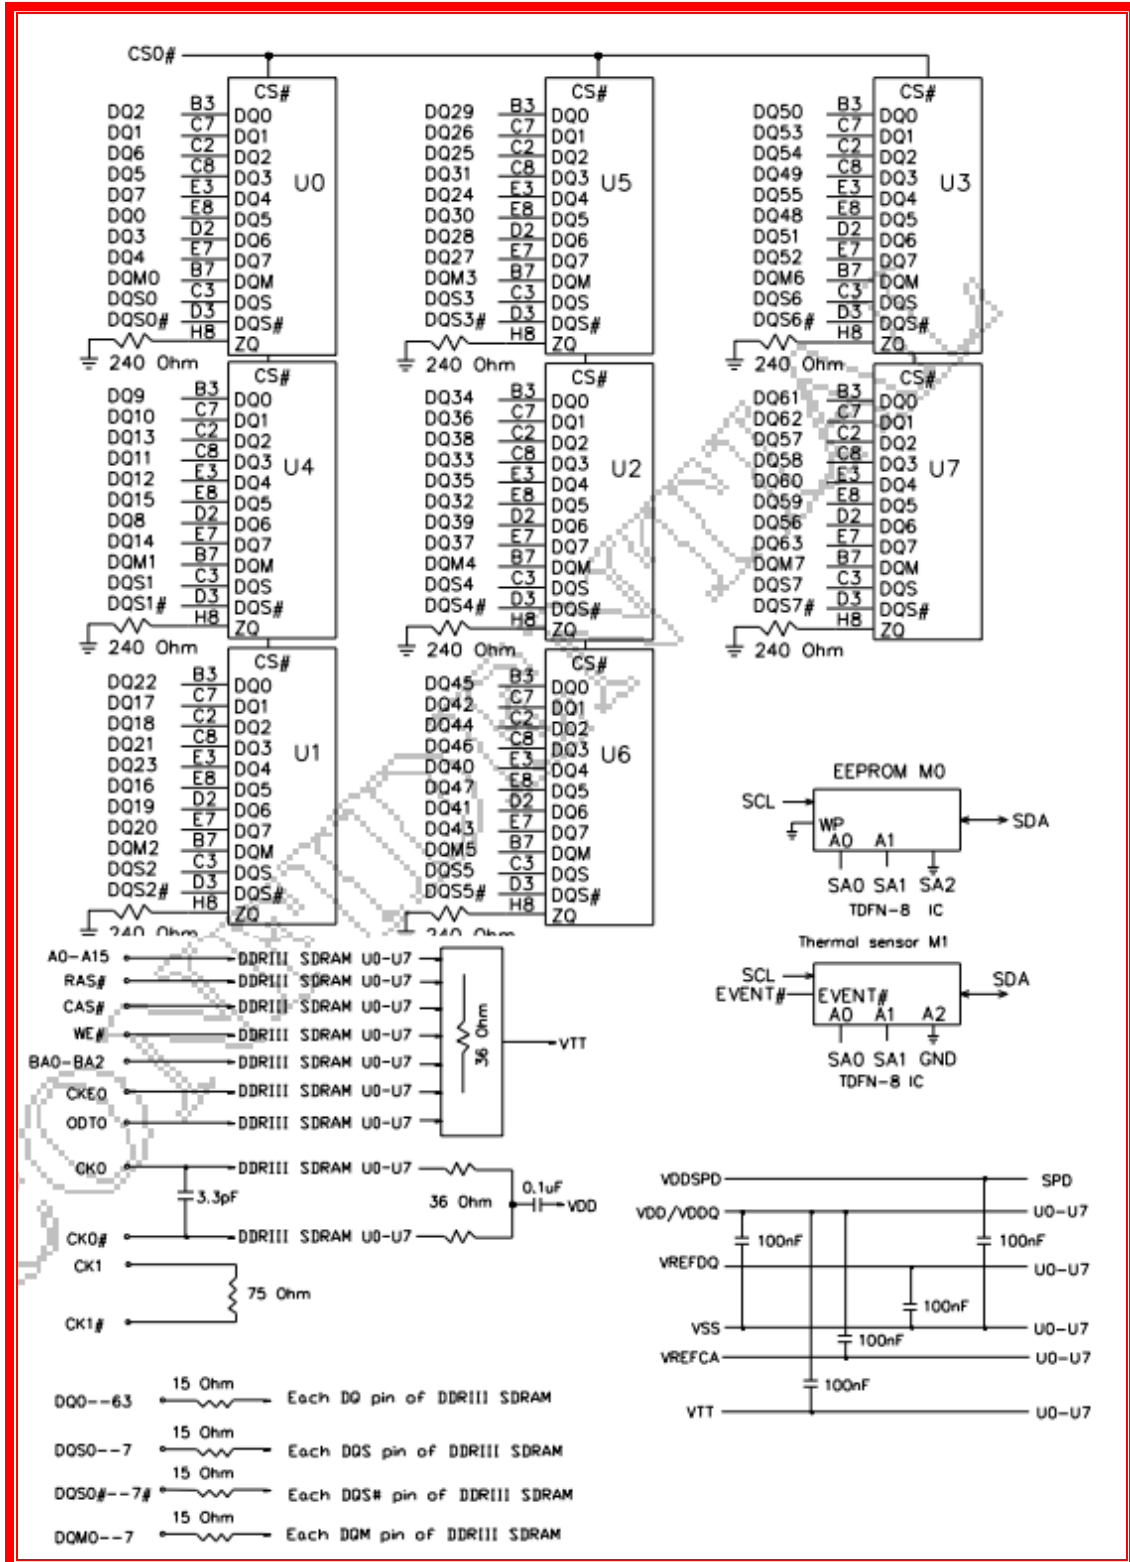 CS0#
CS#
DQ2 B3 DQ0
DQ1 C7 DQ1
DQ6 C2 DQ2
DQ5 C8 DQ3
DQ7 E3 DQ4
DQ0 E8 DQ5
DQ3 D2 DQ6
DQ4 E7 DQ7
DQM0 B7 DQM
DQS0 C3 DQS
DQS0# D3 DQS#
H8 ZQ
U0
240 Ohm
CS#
DQ29 B3 DQ0
DQ26 C7 DQ1
DQ25 C2 DQ2
DQ31 C8 DQ3
DQ24 E3 DQ4
DQ30 E8 DQ5
DQ28 D2 DQ6
DQ27 E7 DQ7
DQM3 B7 DQM
DQS3 C3 DQS
DQS3# D3 DQS#
H8 ZQ
U5
240 Ohm
CS#
DQ50 B3 DQ0
DQ53 C7 DQ1
DQ54 C2 DQ2
DQ49 C8 DQ3
DQ55 E3 DQ4
DQ48 E8 DQ5
DQ51 D2 DQ6
DQ52 E7 DQ7
DQM6 B7 DQM
DQS6 C3 DQS
DQS6# D3 DQS#
H8 ZQ
U3
240 Ohm
CS#
DQ9 B3 DQ0
DQ10 C7 DQ1
DQ13 C2 DQ2
DQ11 C8 DQ3
DQ12 E3 DQ4
DQ15 E8 DQ5
DQ8 D2 DQ6
DQ14 E7 DQ7
DQM1 B7 DQM
DQS1 C3 DQS
DQS1# D3 DQS#
H8 ZQ
U4
240 Ohm
CS#
DQ34 B3 DQ0
DQ36 C7 DQ1
DQ38 C2 DQ2
DQ33 C8 DQ3
DQ35 E3 DQ4
DQ32 E8 DQ5
DQ39 D2 DQ6
DQ37 E7 DQ7
DQM4 B7 DQM
DQS4 C3 DQS
DQS4# D3 DQS#
H8 ZQ
U2
240 Ohm
CS#
DQ61 B3 DQ0
DQ62 C7 DQ1
DQ57 C2 DQ2
DQ58 C8 DQ3
DQ60 E3 DQ4
DQ59 E8 DQ5
DQ56 D2 DQ6
DQ63 E7 DQ7
DQM7 B7 DQM
DQS7 C3 DQS
DQS7# D3 DQS#
H8 ZQ
U7
240 Ohm
CS#
DQ22 B3 DQ0
DQ17 C7 DQ1
DQ18 C2 DQ2
DQ21 C8 DQ3
DQ23 E3 DQ4
DQ16 E8 DQ5
DQ19 D2 DQ6
DQ20 E7 DQ7
DQM2 B7 DQM
DQS2 C3 DQS
DQS2# D3 DQS#
H8 ZQ
U1
240 Ohm
CS#
DQ45 B3 DQ0
DQ42 C7 DQ1
DQ44 C2 DQ2
DQ46 C8 DQ3
DQ40 E3 DQ4
DQ47 E8 DQ5
DQ41 D2 DQ6
DQ43 E7 DQ7
DQM5 B7 DQM
DQS5 C3 DQS
DQS5# D3 DQS#
H8 ZQ
U6
240 Ohm
EEPROM M0
SCL
WP
A0 A1
SDA
SA0 SA1 SA2
TDFN-8 IC
Thermal sensor M1
SCL
EVENT# EVENT#
A0 A1 A2
SDA
SA0 SA1 GND
TDFN-8 IC
A0-A15 DDRIII SDRAM U0-U7
RAS# DDRIII SDRAM U0-U7
CAS# DDRIII SDRAM U0-U7
WE# DDRIII SDRAM U0-U7
BA0-BA2 DDRIII SDRAM U0-U7
CKE0 DDRIII SDRAM U0-U7
ODT0 DDRIII SDRAM U0-U7
36 Ohm
VTT
CK0 DDRIII SDRAM U0-U7
3.3pF
36 Ohm
0.1uF
VDD
CK0# DDRIII SDRAM U0-U7
CK1
75 Ohm
CK1#
VDDSPD SPD
VDD/VDDQ U0-U7
100nF 100nF
VREFDQ U0-U7
100nF
VSS U0-U7
100nF
VREFCA U0-U7
100nF
VTT U0-U7
DQ0--63 15 Ohm Each DQ pin of DDRIII SDRAM
DQS0--7 15 Ohm Each DQS pin of DDRIII SDRAM
DQS0#--7# 15 Ohm Each DQS# pin of DDRIII SDRAM
DQM0--7 15 Ohm Each DQM pin of DDRIII SDRAM